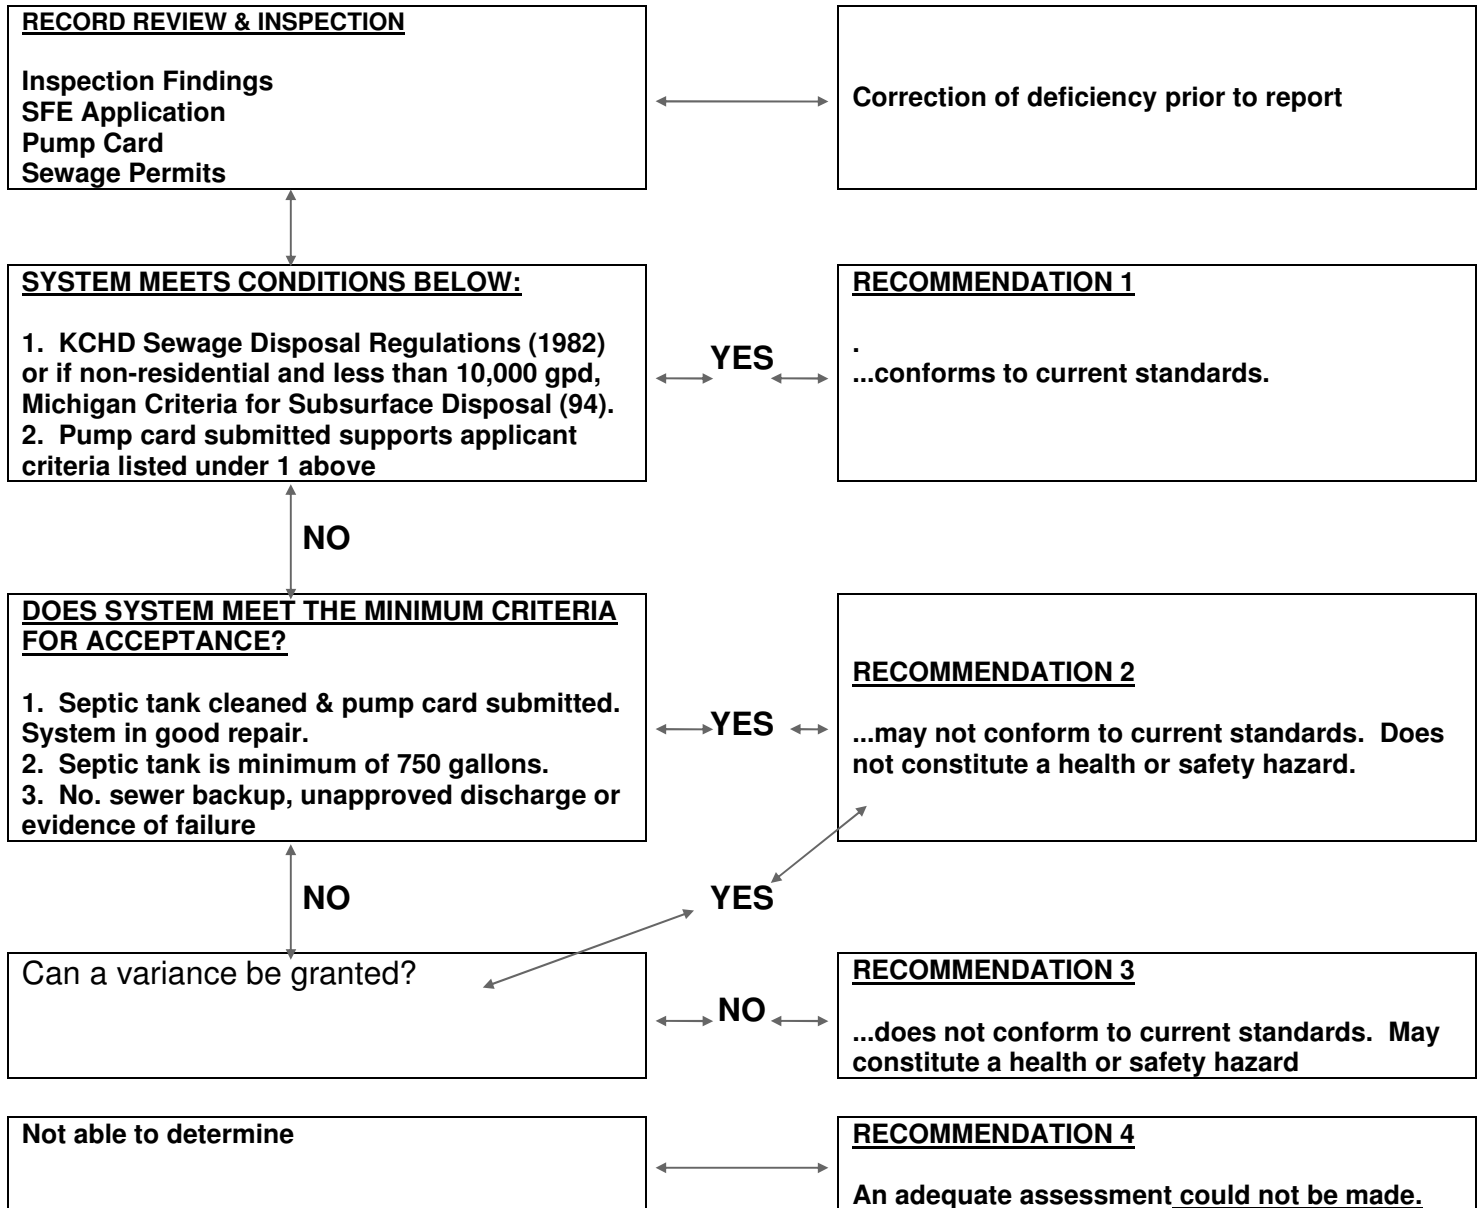 RECORD REVIEW & INSPECTION
Inspection Findings
SFE Application
Pump Card
Sewage Permits
Correction of deficiency prior to report
SYSTEM MEETS CONDITIONS BELOW:
1. KCHD Sewage Disposal Regulations (1982)
or if non-residential and less than 10,000 gpd,
Michigan Criteria for Subsurface Disposal (94).
2. Pump card submitted supports applicant
criteria listed under 1 above
YES
RECOMMENDATION 1
.
...conforms to current standards.
NO
DOES SYSTEM MEET THE MINIMUM CRITERIA
FOR ACCEPTANCE?
1. Septic tank cleaned & pump card submitted.
System in good repair.
2. Septic tank is minimum of 750 gallons.
3. No. sewer backup, unapproved discharge or
evidence of failure
YES
RECOMMENDATION 2
...may not conform to current standards. Does
not constitute a health or safety hazard.
NO
YES
Can a variance be granted?
NO
RECOMMENDATION 3
...does not conform to current standards. May
constitute a health or safety hazard
Not able to determine
RECOMMENDATION 4
An adequate assessment could not be made.